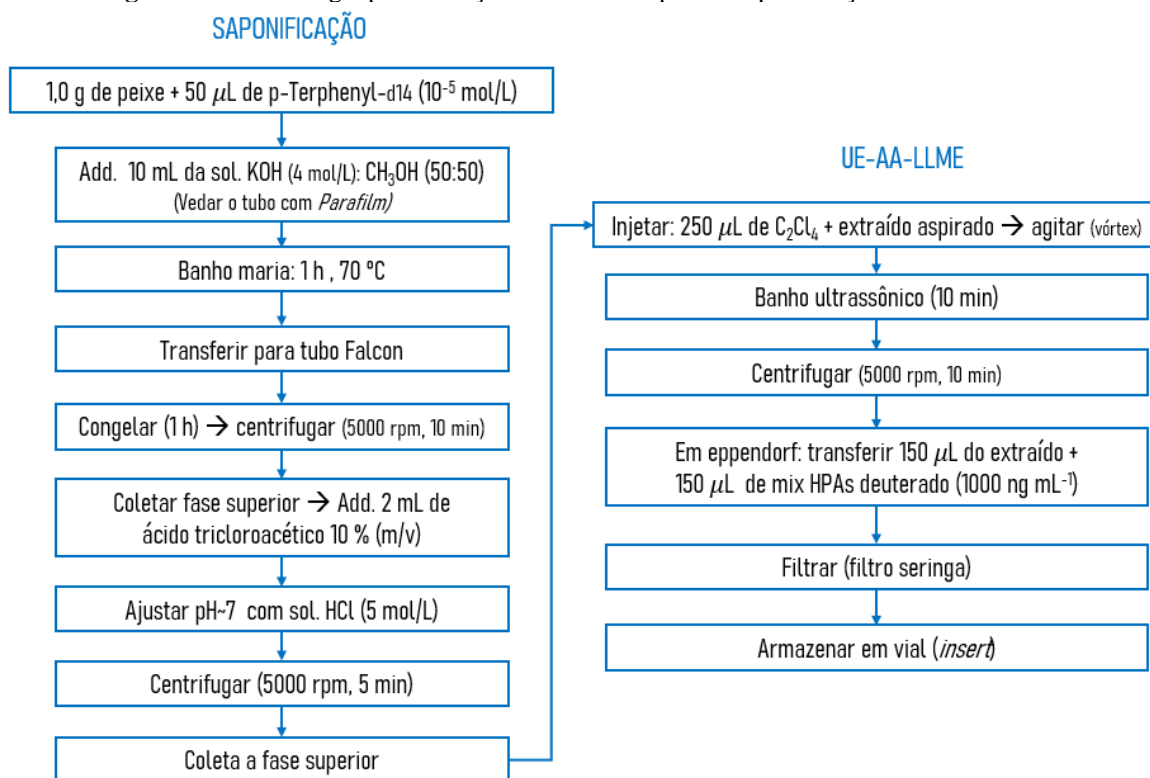 SAPONIFICAÇÃO
1,0 g de peixe + 50 μL de p-Terphenyl-d14 (10⁻⁵ mol/L)
Add. 10 mL da sol. KOH (4 mol/L): CH₃OH (50:50)
(Vedar o tubo com Parafilm)
Banho maria: 1 h , 70 ºC
Transferir para tubo Falcon
Congelar (1 h) → centrifugar (5000 rpm, 10 min)
Coletar fase superior → Add. 2 mL de
ácido tricloroacético 10 % (m/v)
Ajustar pH~7 com sol. HCl (5 mol/L)
Centrifugar (5000 rpm, 5 min)
Coleta a fase superior
UE-AA-LLME
Injetar: 250 μL de C₂Cl₄ + extraído aspirado → agitar (vórtex)
Banho ultrassônico (10 min)
Centrifugar (5000 rpm, 10 min)
Em eppendorf: transferir 150 μL do extraído +
150 μL de mix HPAs deuterado (1000 ng mL⁻¹)
Filtrar (filtro seringa)
Armazenar em vial (insert)